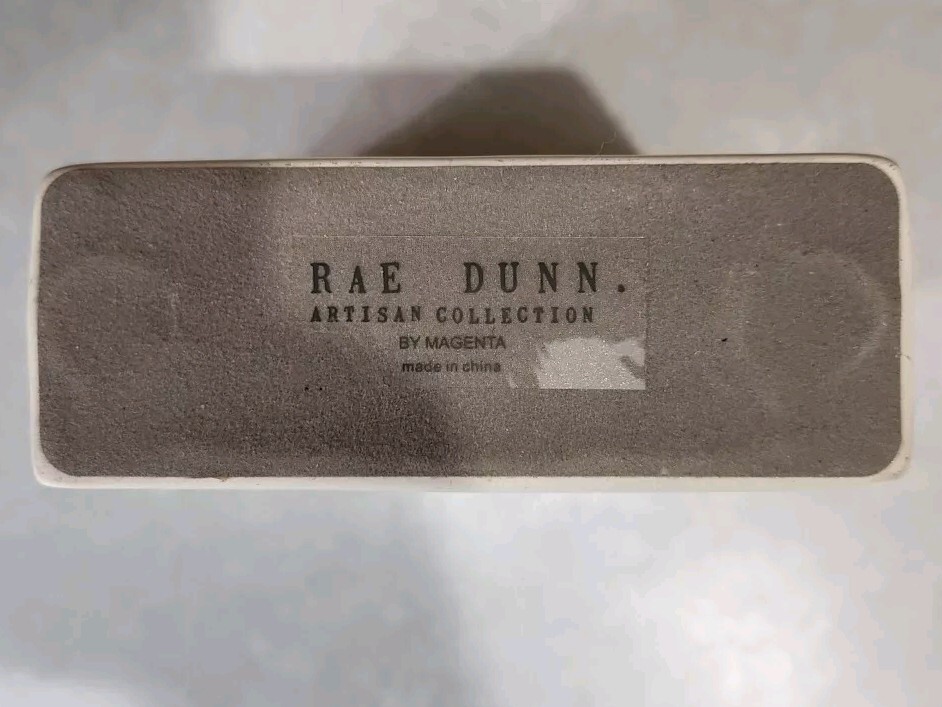 RAE DUNN.
ARTISAN COLLECTION
BY MAGENTA
made in china